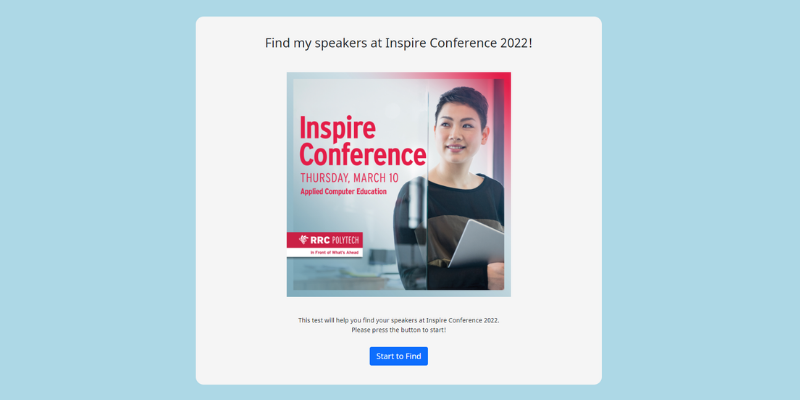 Find my speakers at Inspire Conference 2022!
Inspire
Conference
THURSDAY, MARCH 10
Applied Computer Education
RRC POLYTECH
In Front of What's Ahead
This test will help you find your speakers at Inspire Conference 2022.
Please press the button to start!
Start to Find